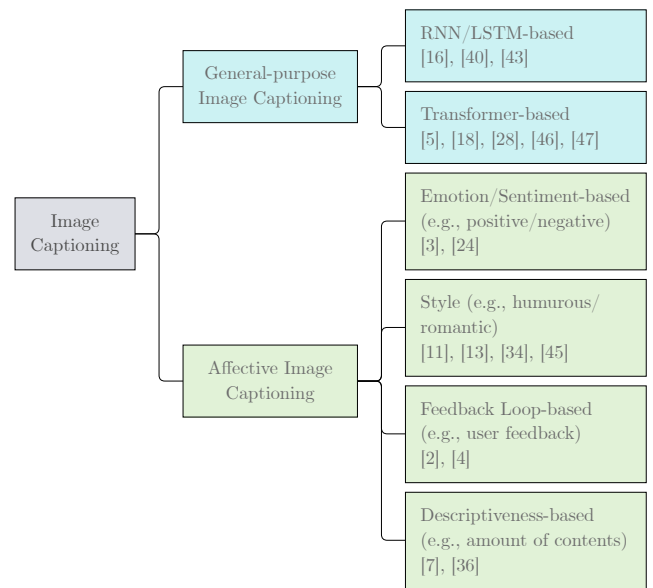 Image
Captioning
General-purpose
Image Captioning
RNN/LSTM-based
[16], [40], [43]
Transformer-based
[5], [18], [28], [46], [47]
Affective Image
Captioning
Emotion/Sentiment-based
(e.g., positive/negative)
[3], [24]
Style (e.g., humurous/
romantic)
[11], [13], [34], [45]
Feedback Loop-based
(e.g., user feedback)
[2], [4]
Descriptiveness-based
(e.g., amount of contents)
[7], [36]